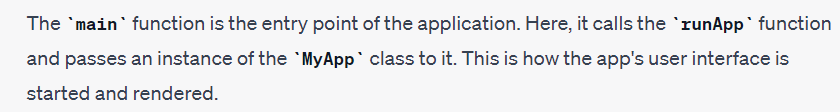 The `main` function is the entry point of the application. Here, it calls the `runApp` function
and passes an instance of the `MyApp` class to it. This is how the app's user interface is
started and rendered.